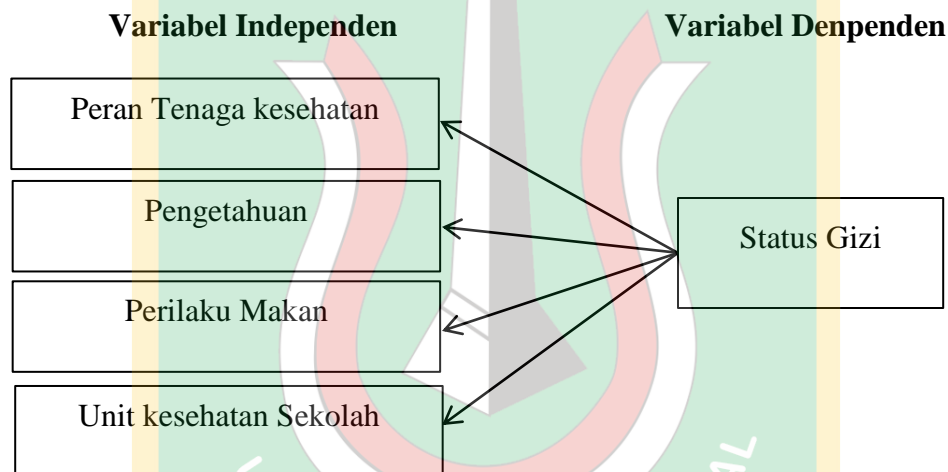 Variabel Independen
Variabel Denpenden
Peran Tenaga kesehatan
Pengetahuan
Status Gizi
Perilaku Makan
Unit kesehatan Sekolah